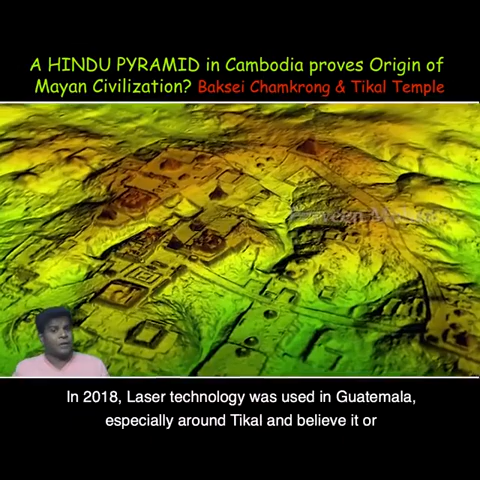 A HINDU PYRAMID in Cambodia proves Origin of
Mayan Civilization? Baksei Chamkrong & Tikal Temple
In 2018, Laser technology was used in Guatemala,
especially around Tikal and believe it or